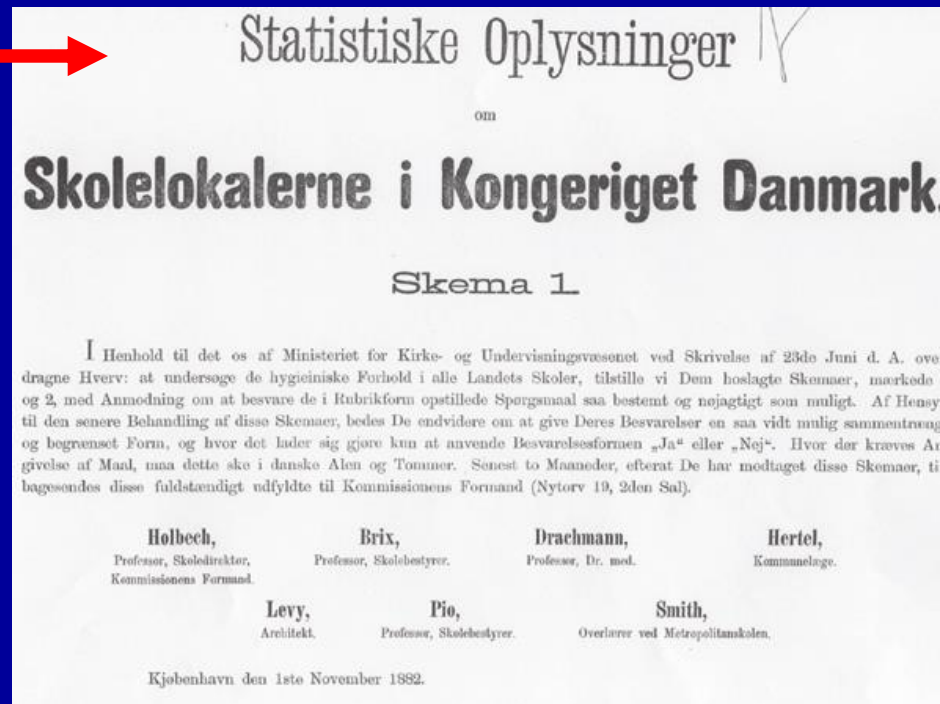 Statistiske Oplysninger
om
Skolelokalerne i Kongeriget Danmark.
Skema 1.
I Henhold til det os af Ministeriet for Kirke- og Undervisningsvæsenet ved Skrivelse af 23de Juni d. A. over
dragne Hverv: at undersøge de hygieiniske Forhold i alle Landets Skoler, tilstille vi Dem hoslagte Skemaer, mærkede
og 2, med Anmodning om at besvare de i Rubrikform opstillede Spørgsmaal saa bestemt og nøjagtigt som muligt. Af Hensy
til den senere Behandling af disse Skemaer, bedes De endvidere om at give Deres Besvarelser en saa vidt mulig sammentræng
og begrænset Form, og hvor det lader sig gjøre kun at anvende Besvarelsesformen „Ja“ eller „Nej“. Hvor der kræves An
givelse af Maal, maa dette ske i danske Alen og Tommer. Senest to Maaneder, efterat De har modtaget disse Skemaer, ti
bagesendes disse fuldstændigt udfyldte til Kommissionens Formand (Nytorv 19, 2den Sal).
Holbech, Brix, Drachmann, Hertel,
Professor, Skoledirektør, Professor, Skolebestyrer. Professor, Dr. med. Kommunelæge.
Kommissionens Formand.
Levy, Pio, Smith,
Architekt. Professor, Skolebestyrer. Overlærer ved Metropolitanskolen.
Kjøbenhavn den 1ste November 1882.